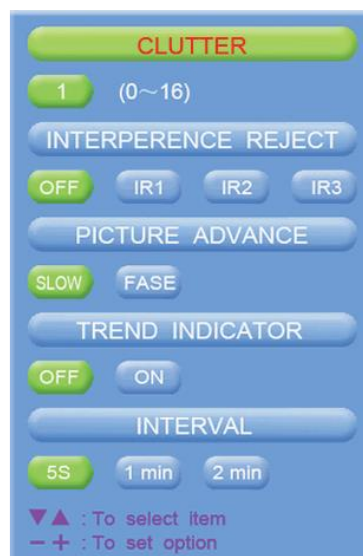 CLUTTER
1 (0～16)
INTERPERENCE REJECT
OFF IR1 IR2 IR3
PICTURE ADVANCE
SLOW FASE
TREND INDICATOR
OFF ON
INTERVAL
5S 1 min 2 min
▼▲ : To select item
－＋ : To set option